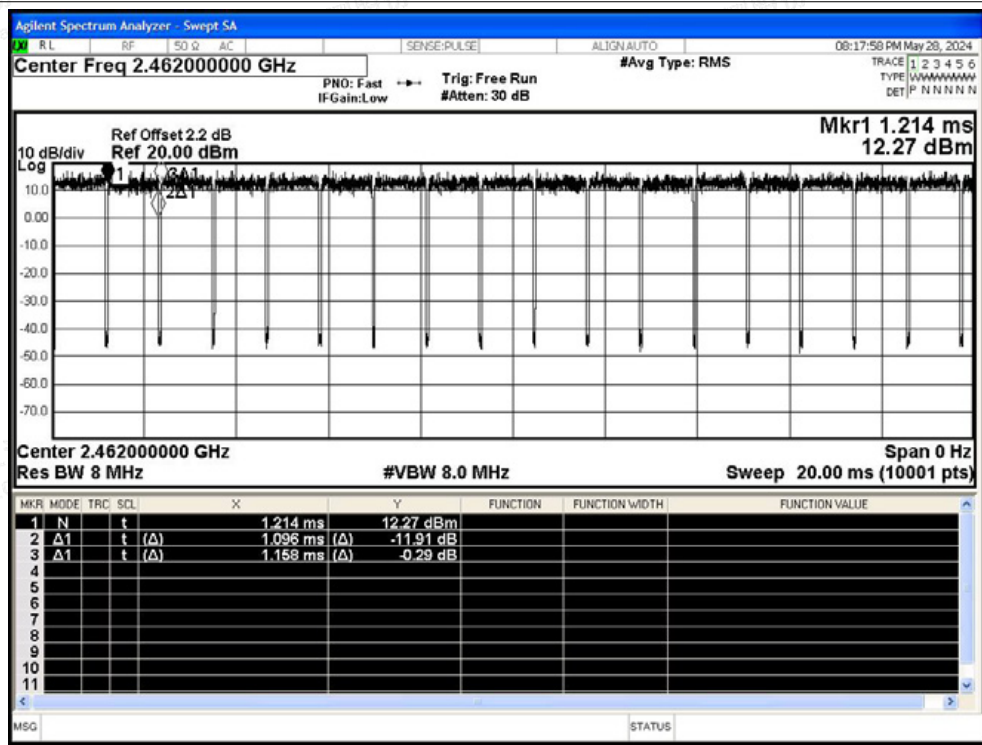 Agilent Spectrum Analyzer - Swept SA
RL RF 50 Ω AC SENSE:PULSE ALIGNAUTO 08:17:58 PM May 28, 2024
Center Freq 2.462000000 GHz
PNO: Fast
IFGain:Low
Trig: Free Run
#Atten: 30 dB
#Avg Type: RMS
TRACE 1 2 3 4 5 6
TYPE WWWWWW
DET P N N N N N
Ref Offset 2.2 dB
Ref 20.00 dBm
Mkr1 1.214 ms
12.27 dBm
10 dB/div
Log
1
3Δ1
2Δ1
10.0
0.00
-10.0
-20.0
-30.0
-40.0
-50.0
-60.0
-70.0
Center 2.462000000 GHz Span 0 Hz
Res BW 8 MHz #VBW 8.0 MHz Sweep 20.00 ms (10001 pts)
MKR MODE TRC SCL X Y FUNCTION FUNCTION WIDTH FUNCTION VALUE
1 N t 1.214 ms 12.27 dBm
2 Δ1 t (Δ) 1.096 ms (Δ) -11.91 dB
3 Δ1 t (Δ) 1.158 ms (Δ) -0.29 dB
4
5
6
7
8
9
10
11
MSG STATUS